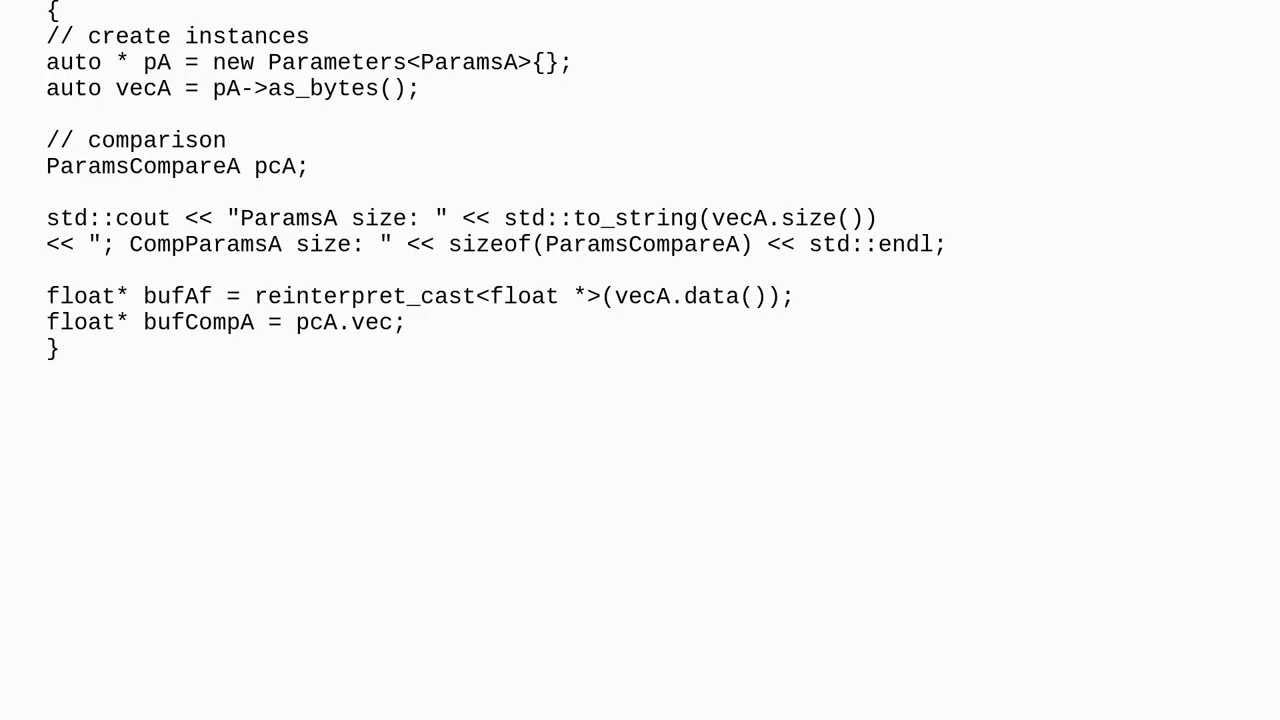 {
// create instances
auto * pA = new Parameters<ParamsA>{};
auto vecA = pA->as_bytes();
// comparison
ParamsCompareA pcA;
std::cout << "ParamsA size: " << std::to_string(vecA.size())
<< "; CompParamsA size: " << sizeof(ParamsCompareA) << std::endl;
float* bufAf = reinterpret_cast<float *>(vecA.data());
float* bufCompA = pcA.vec;
}